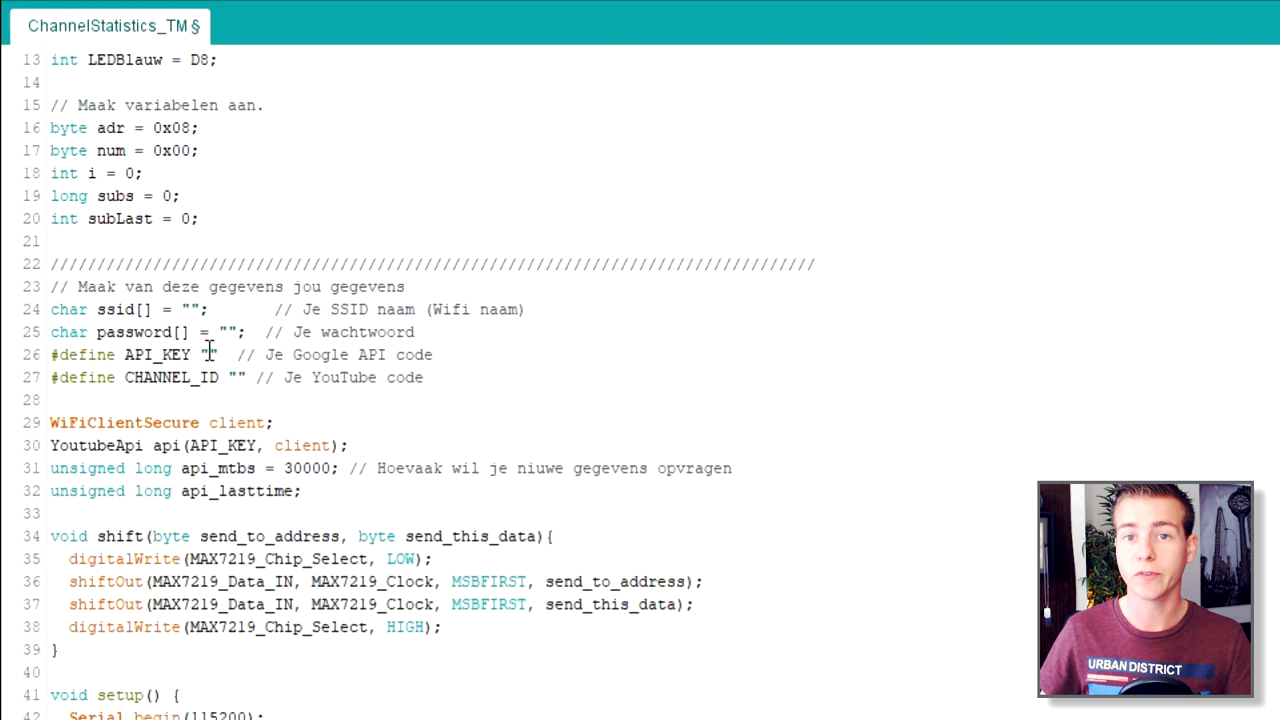 ChannelStatistics_TM §
13 int LEDBlauw = D8;
14
15 // Maak variabelen aan.
16 byte adr = 0x08;
17 byte num = 0x00;
18 int i = 0;
19 long subs = 0;
20 int subLast = 0;
21
22 ///////////////////////////////////////////////////////////////////////////////////
23 // Maak van deze gegevens jou gegevens
24 char ssid[] = ""; // Je SSID naam (Wifi naam)
25 char password[] = ""; // Je wachtwoord
26 #define API_KEY "" // Je Google API code
27 #define CHANNEL_ID "" // Je YouTube code
28
29 WiFiClientSecure client;
30 YoutubeApi api(API_KEY, client);
31 unsigned long api_mtbs = 30000; // Hoevaak wil je niuwe gegevens opvragen
32 unsigned long api_lasttime;
33
34 void shift(byte send_to_address, byte send_this_data){
35 digitalWrite(MAX7219_Chip_Select, LOW);
36 shiftOut(MAX7219_Data_IN, MAX7219_Clock, MSBFIRST, send_to_address);
37 shiftOut(MAX7219_Data_IN, MAX7219_Clock, MSBFIRST, send_this_data);
38 digitalWrite(MAX7219_Chip_Select, HIGH);
39 }
40
41 void setup() {
42 Serial.begin(115200);
URBAN DISTRICT